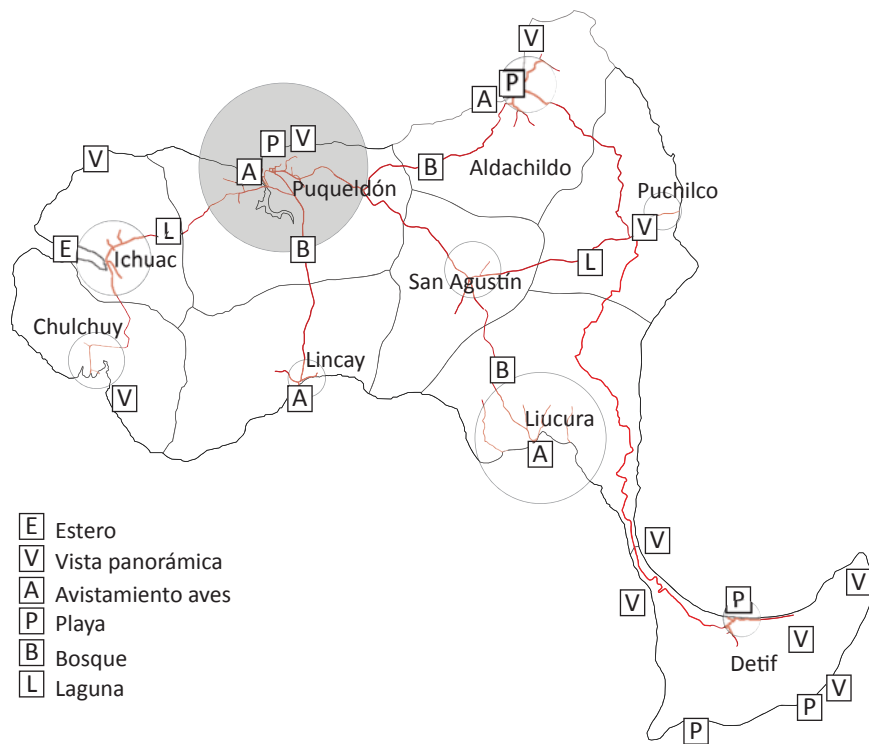 V
P
A
P
V
V
A
B
Aldachildo
Puqueldón
Puchilco
L
V
B
E
Ichuac
L
San Agustín
Chulchuy
Lincay
B
V
A
Liucura
A
E Estero
V Vista panorámica
A Avistamiento aves
P Playa
B Bosque
L Laguna
V
V
V
P
V
Detif
V
P
P